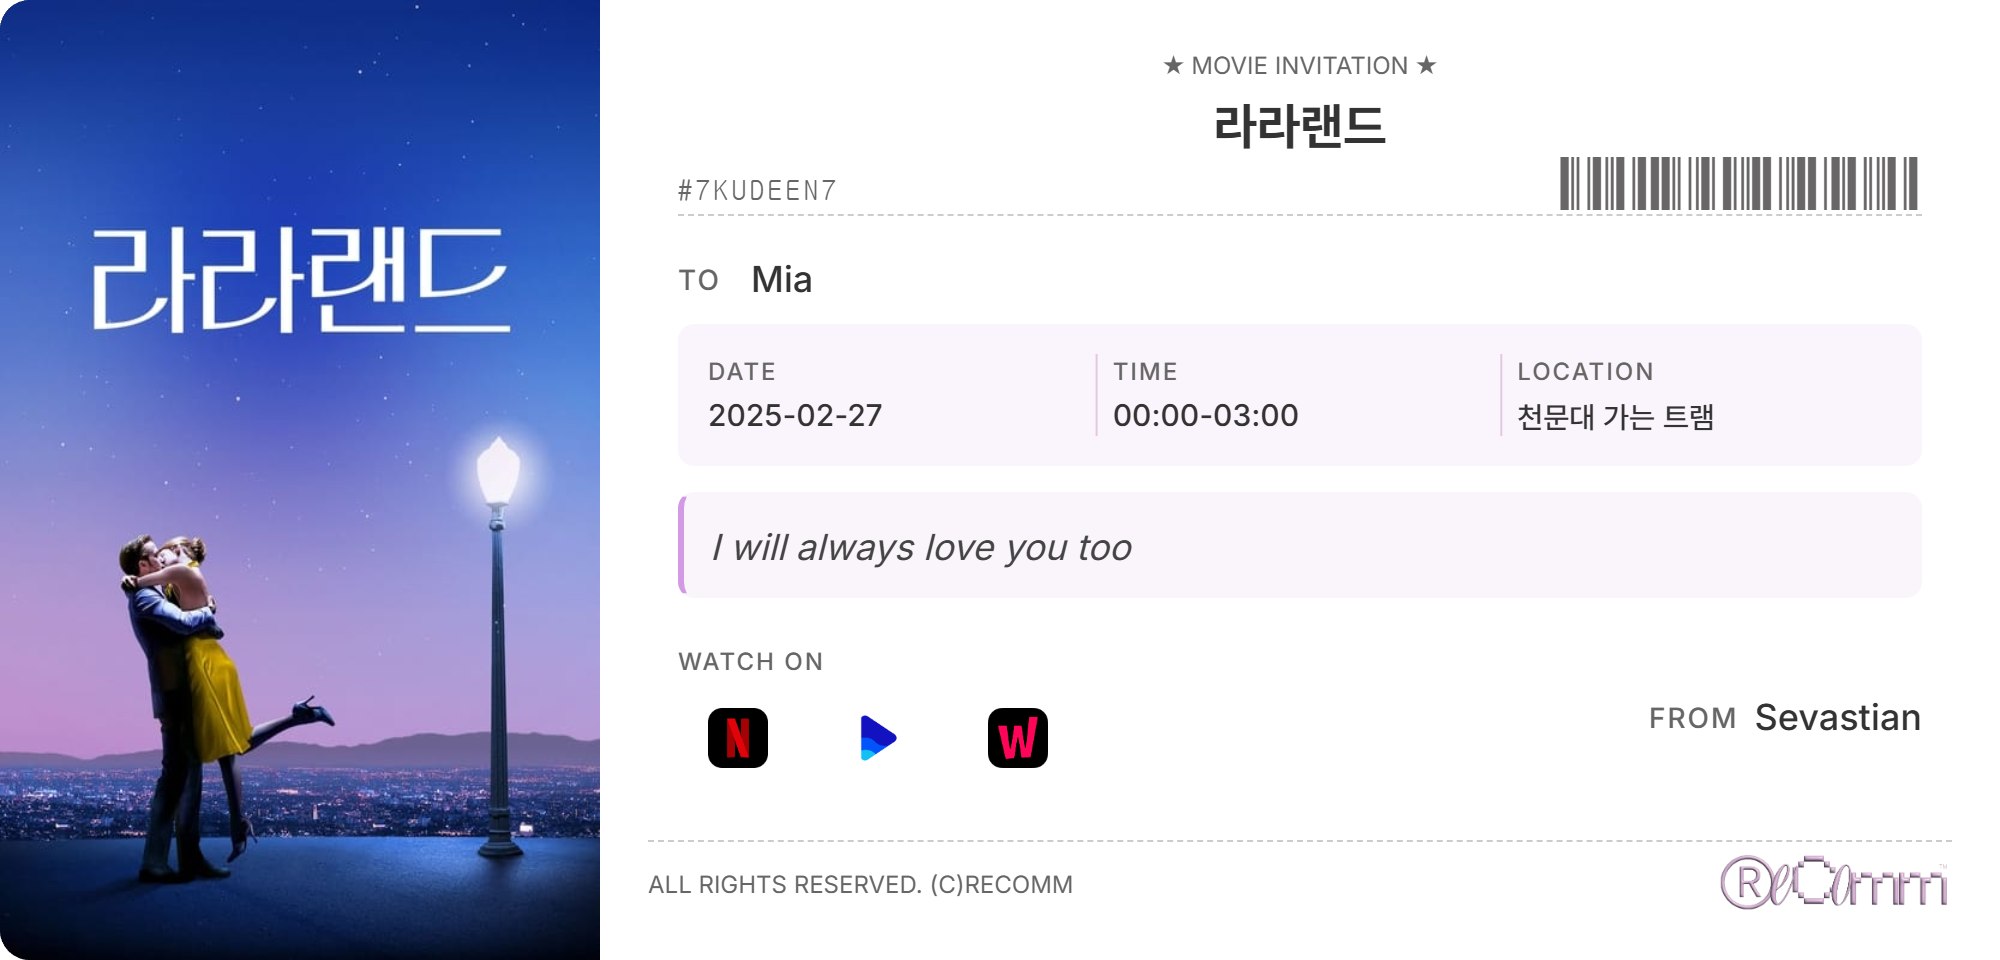 라라랜드
★ MOVIE INVITATION ★
라라랜드
#7KUDEEN7
TO Mia
DATE
2025-02-27
TIME
00:00-03:00
LOCATION
천문대 가는 트램
I will always love you too
WATCH ON
N
W
FROM Sevastian
ALL RIGHTS RESERVED. (C)RECOMM
ReComm™